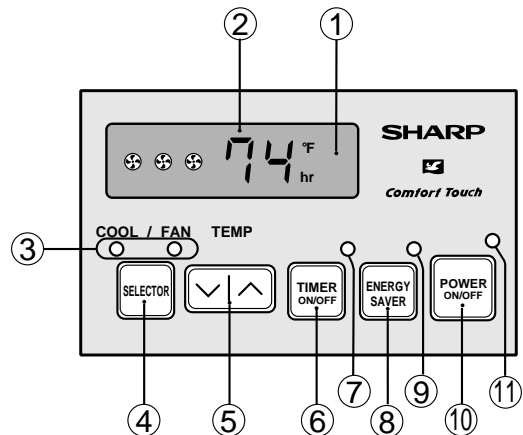 ② ①
74 °F
hr
SHARP
Comfort Touch
③ COOL / FAN TEMP
SELECTOR
TIMER
ON/OFF
ENERGY
SAVER
POWER
ON/OFF
④ ⑤ ⑥ ⑦ ⑧ ⑨ ⑩ ⑪